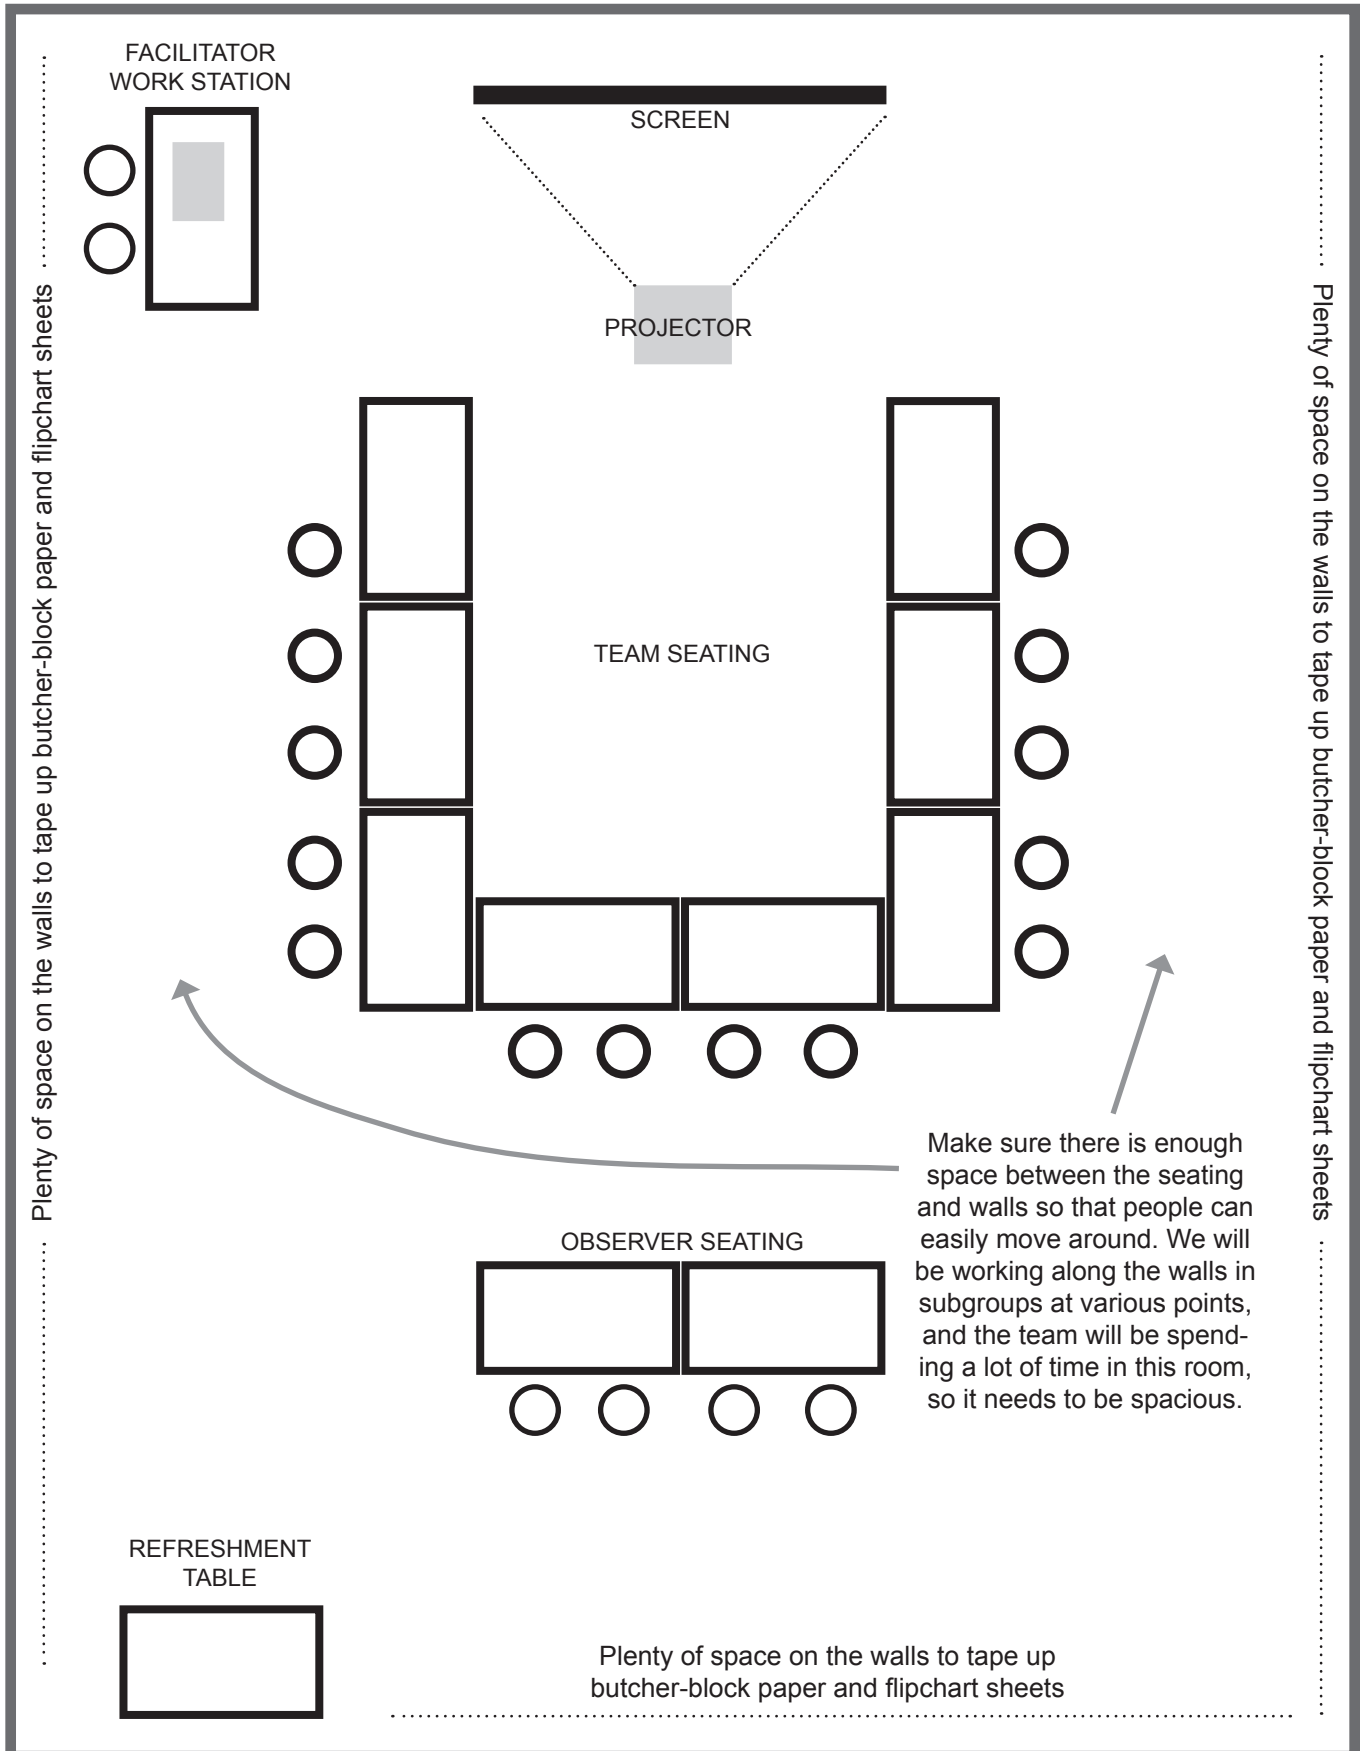 FACILITATOR
WORK STATION
SCREEN
PROJECTOR
Plenty of space on the walls to tape up butcher-block paper and flipchart sheets
Plenty of space on the walls to tape up butcher-block paper and flipchart sheets
TEAM SEATING
Make sure there is enough
space between the seating
and walls so that people can
easily move around. We will
be working along the walls in
subgroups at various points,
and the team will be spend-
ing a lot of time in this room,
so it needs to be spacious.
OBSERVER SEATING
REFRESHMENT
TABLE
Plenty of space on the walls to tape up
butcher-block paper and flipchart sheets